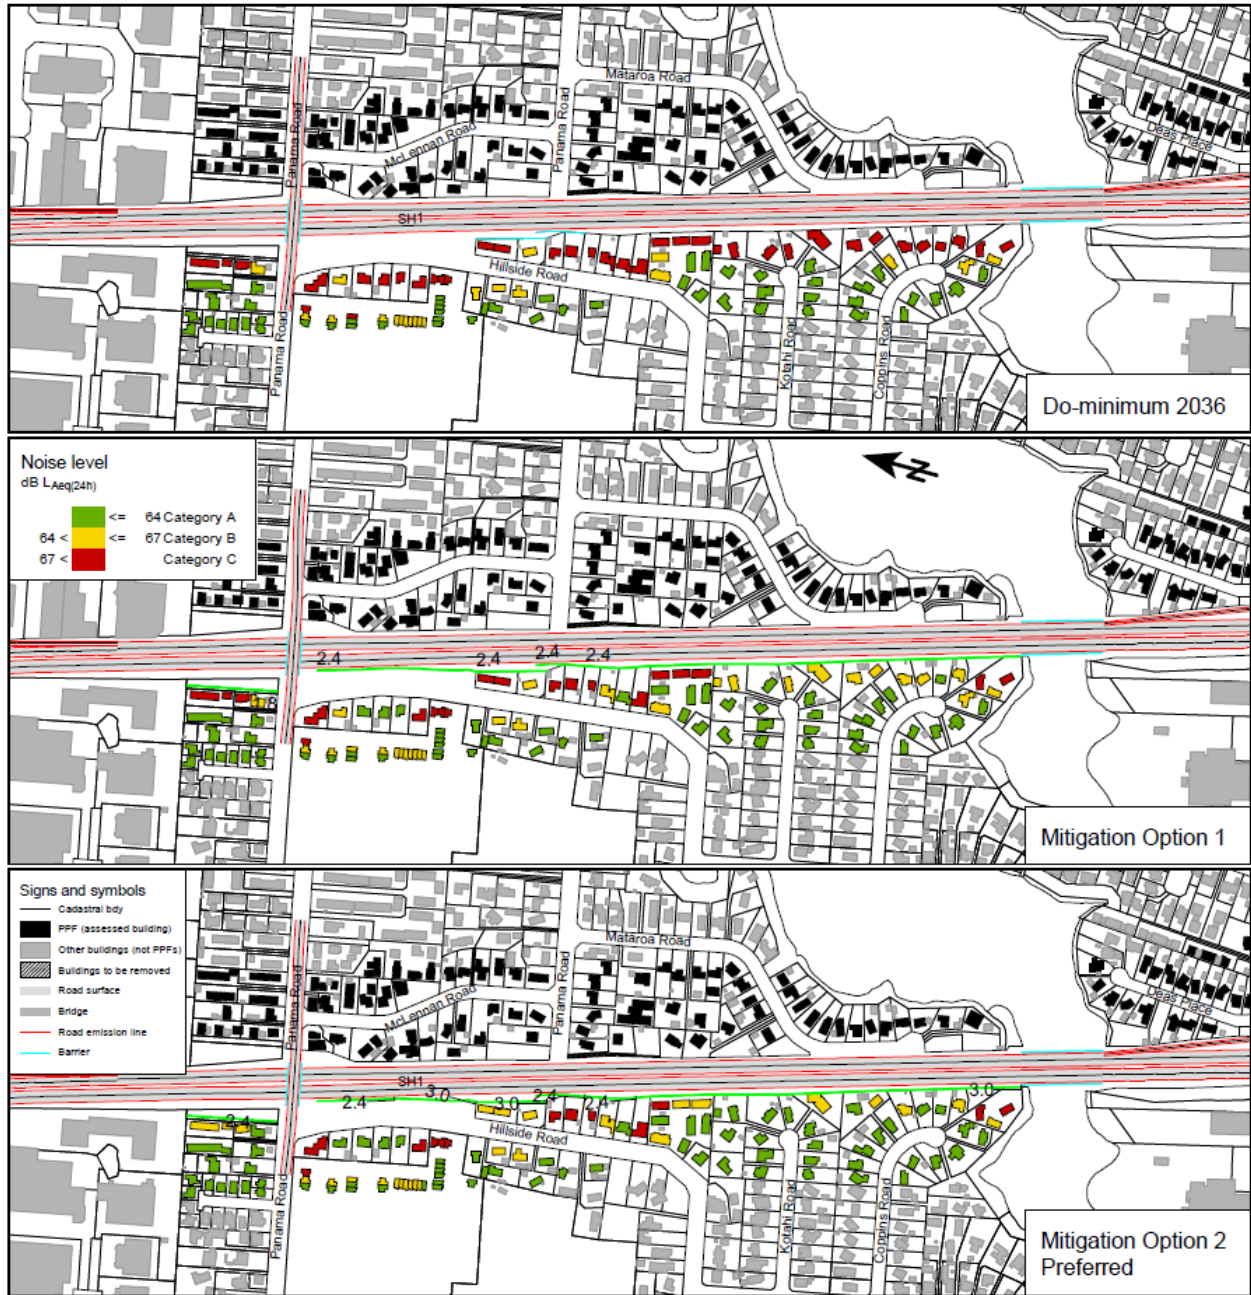 Mataroa Road
Panama Road
Panama Road
McLennan Road
Deas Place
SH1
Hillside Road
Panama Road
Kotahi Road
Coppins Road
Do-minimum 2036
Noise level
dB LAeq(24h)
<= 64 Category A
64 < <= 67 Category B
67 < Category C
N
2.4
2.4
2.4
2.4
Mitigation Option 1
Signs and symbols
Cadastral bdy
PPF (assessed building)
Other buildings (not PPFs)
Buildings to be removed
Road surface
Bridge
Road emission line
Barrier
Mataroa Road
Panama Road
Panama Road
McLennan Road
Deas Place
SH1
2.4
3.0
3.0
2.4
2.4
3.0
2.4
Hillside Road
Panama Road
Kotahi Road
Coppins Road
Mitigation Option 2
Preferred